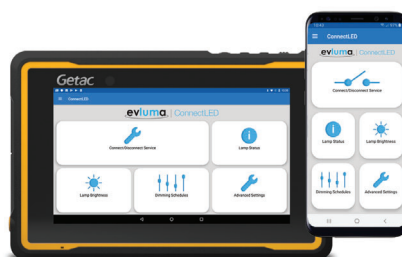 Getac
ConnectLED
evluma. | ConnectLED
Connect/Disconnect Service
Lamp Status
Lamp Brightness
Dimming Schedules
Advanced Settings
ConnectLED
evluma. | ConnectLED
Connect/Disconnect Service
Lamp Status
Lamp Brightness
Dimming Schedules
Advanced Settings